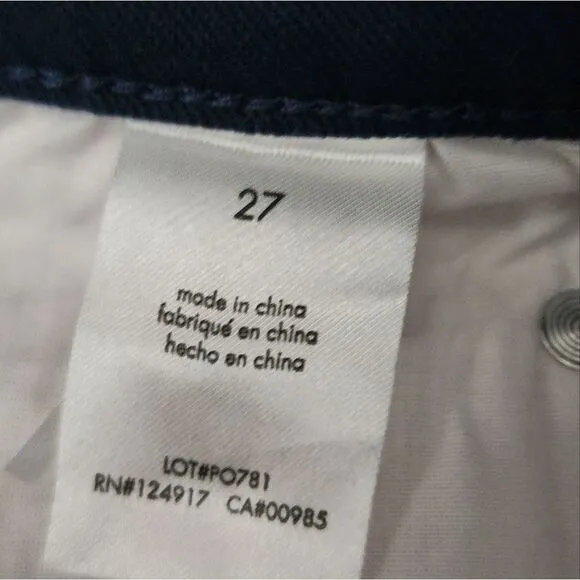 27
made in china
fabriqué en china
hecho en china
LOT#PO781
RN#124917 CA#00985